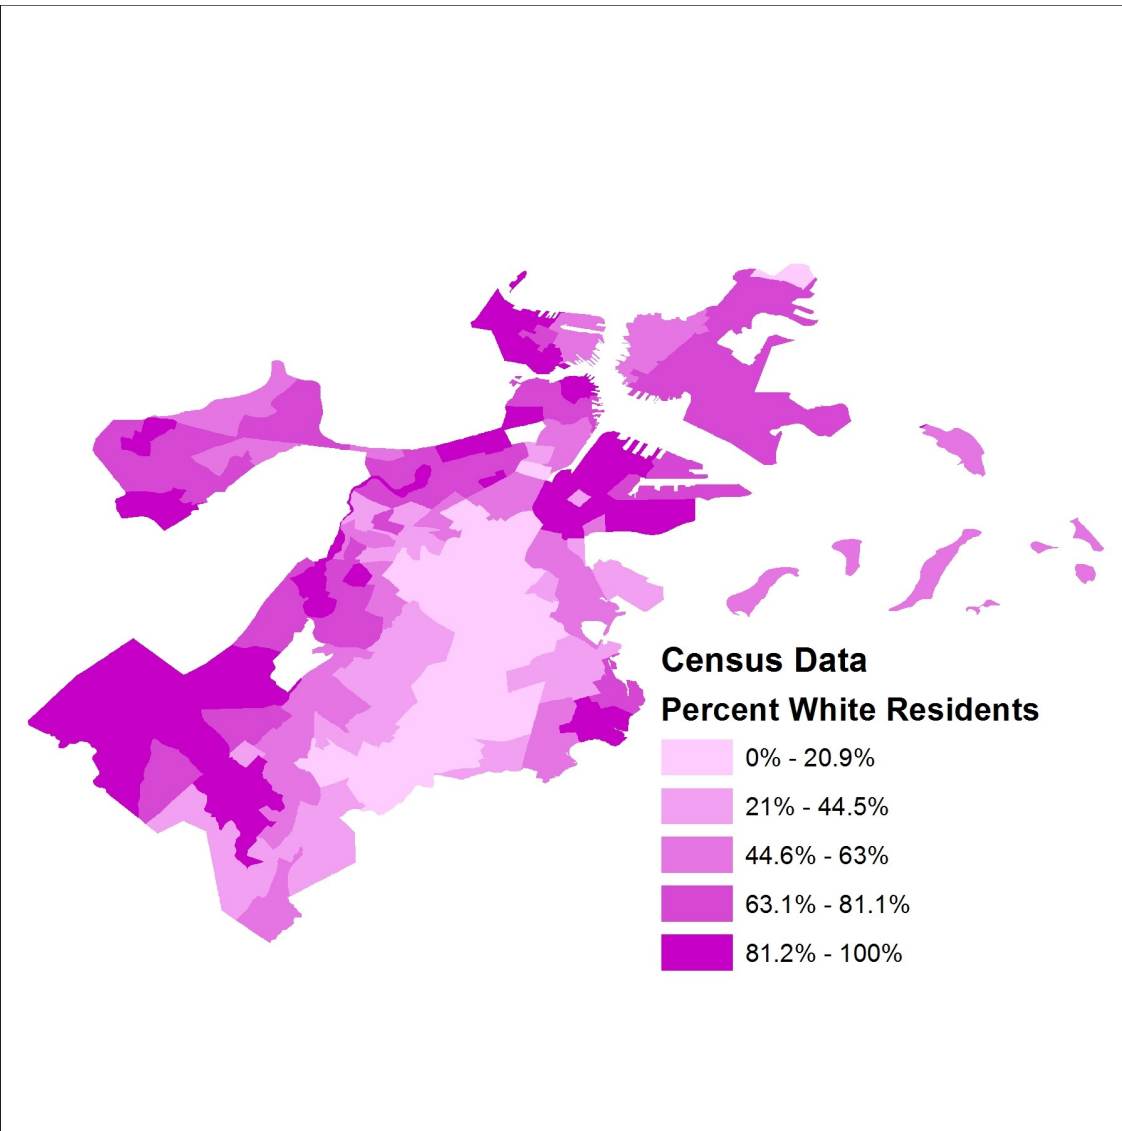 Census Data
Percent White Residents
0% - 20.9%
21% - 44.5%
44.6% - 63%
63.1% - 81.1%
81.2% - 100%